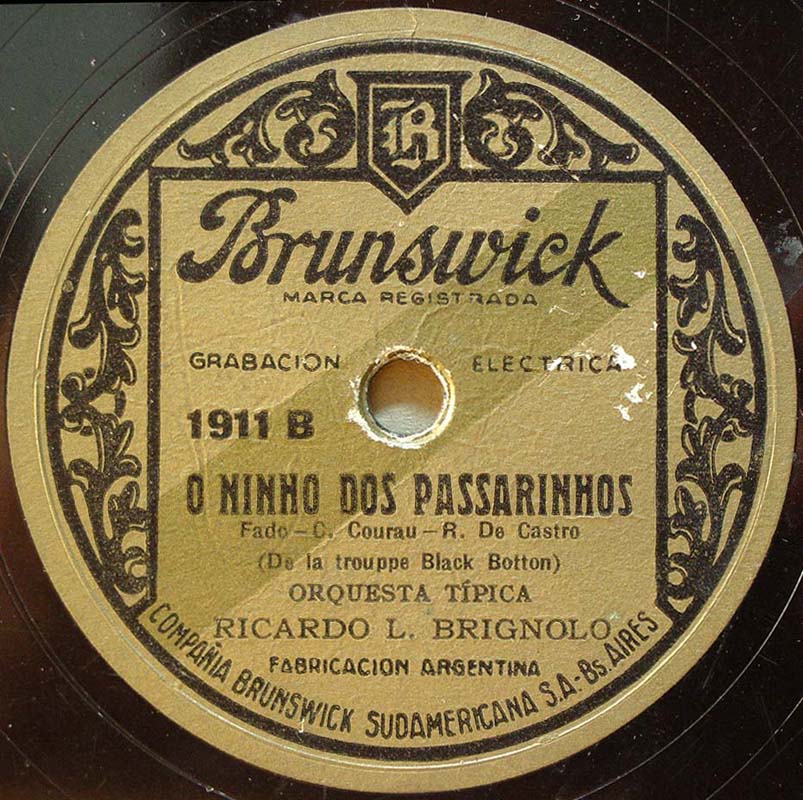 B
Brunswick
MARCA REGISTRADA
GRABACION ELECTRICA
1911 B
O NINHO DOS PASSARINHOS
Fado - C. Courau - R. De Castro
(De la trouppe Black Botton)
ORQUESTA TÍPICA
RICARDO L. BRIGNOLO
FABRICACION ARGENTINA
COMPAÑIA BRUNSWICK SUDAMERICANA S.A.-Bs. AIRES